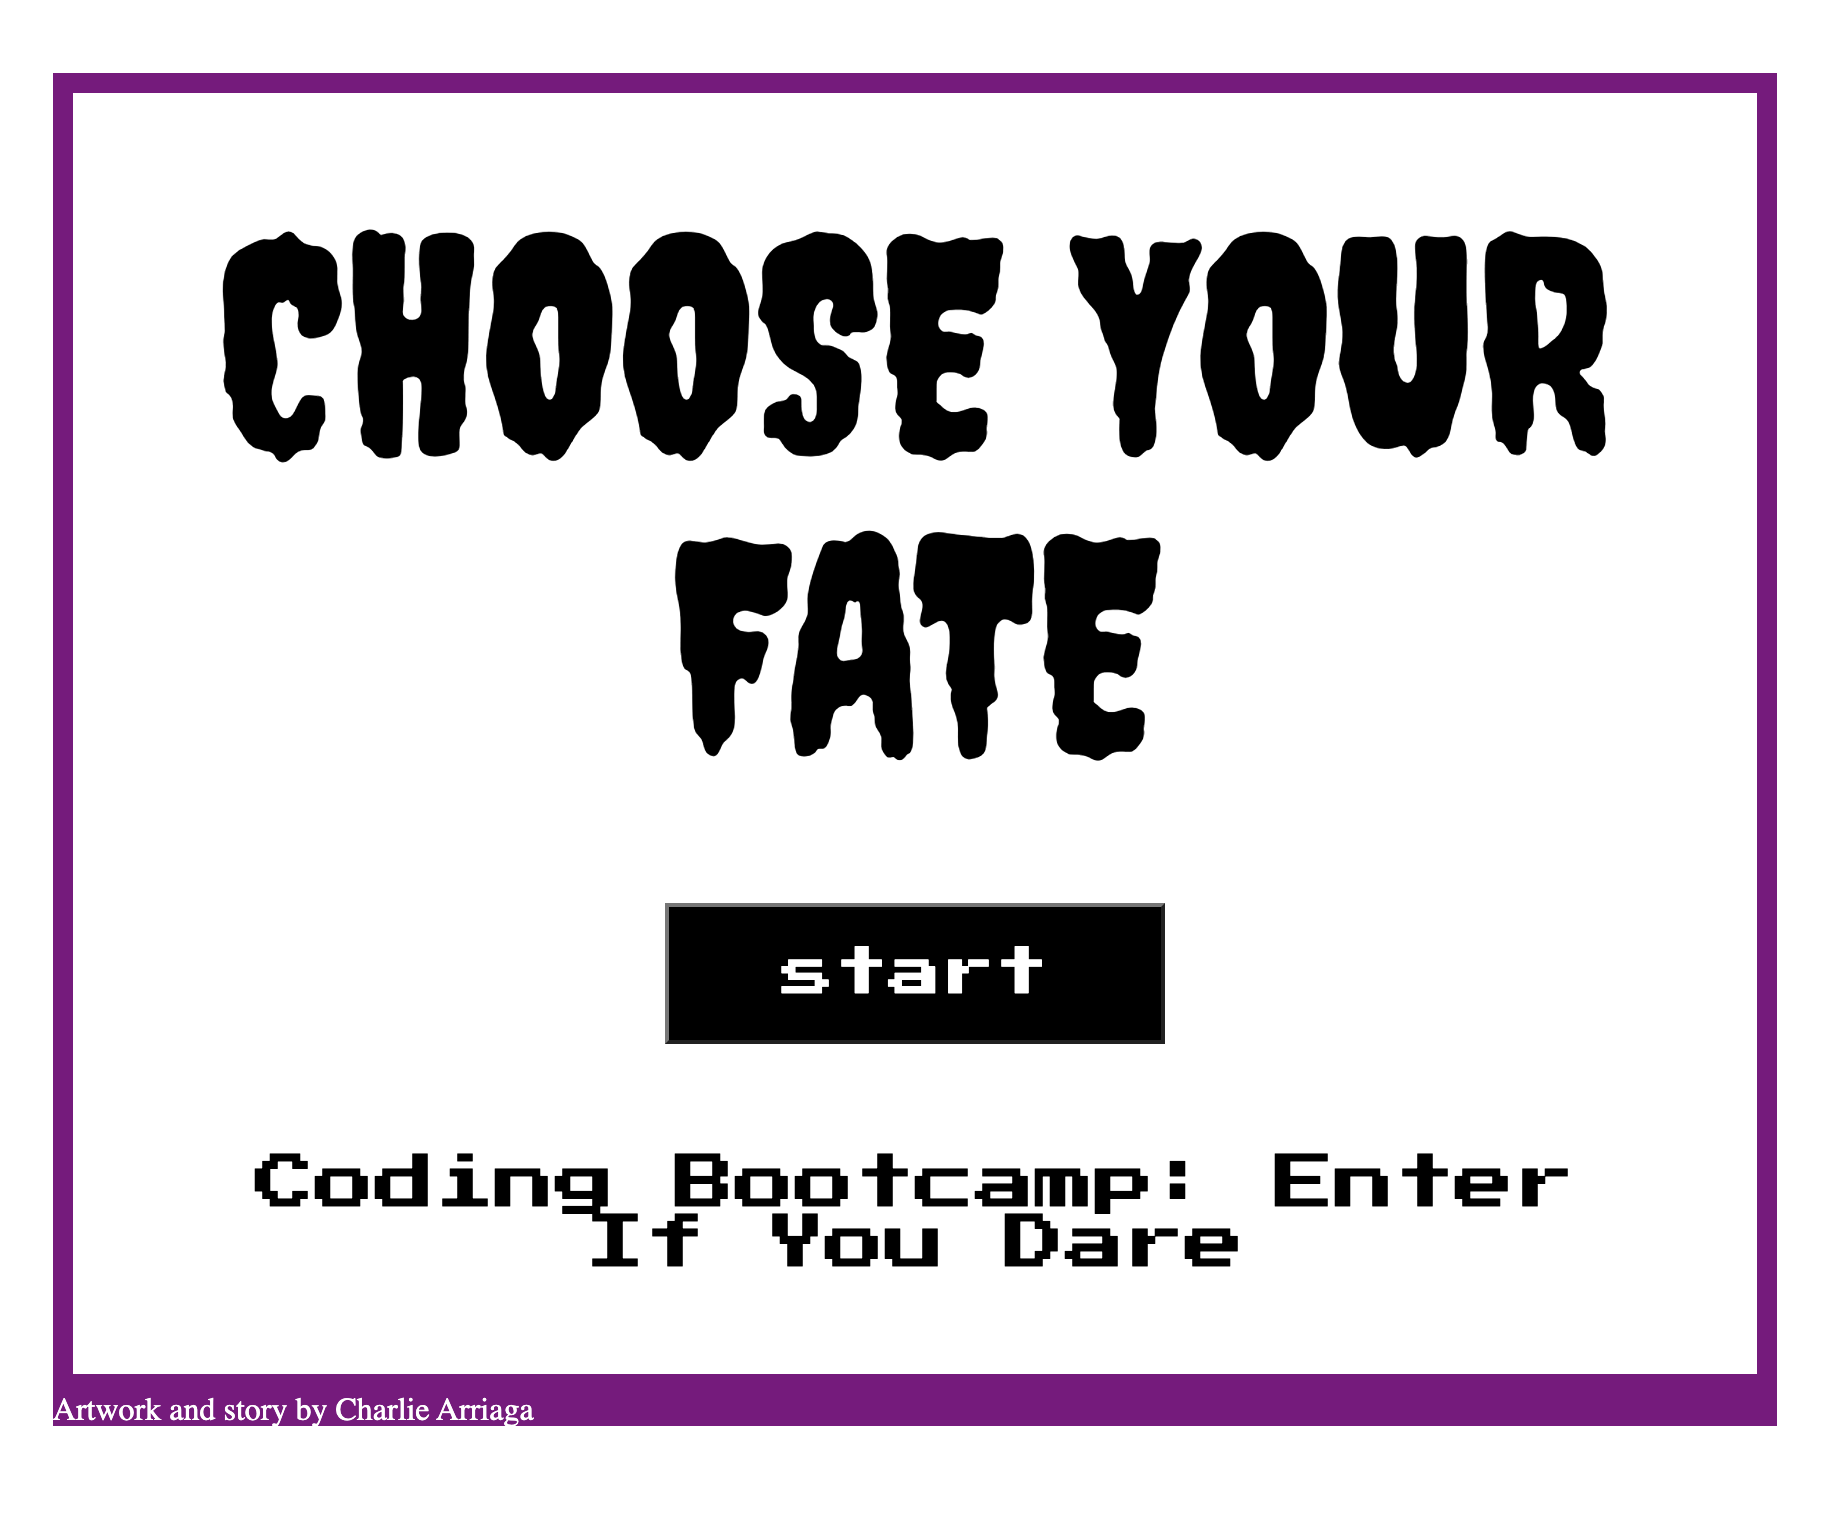 CHOOSE YOUR
FATE
start
Coding Bootcamp: Enter
If You Dare
Artwork and story by Charlie Arriaga